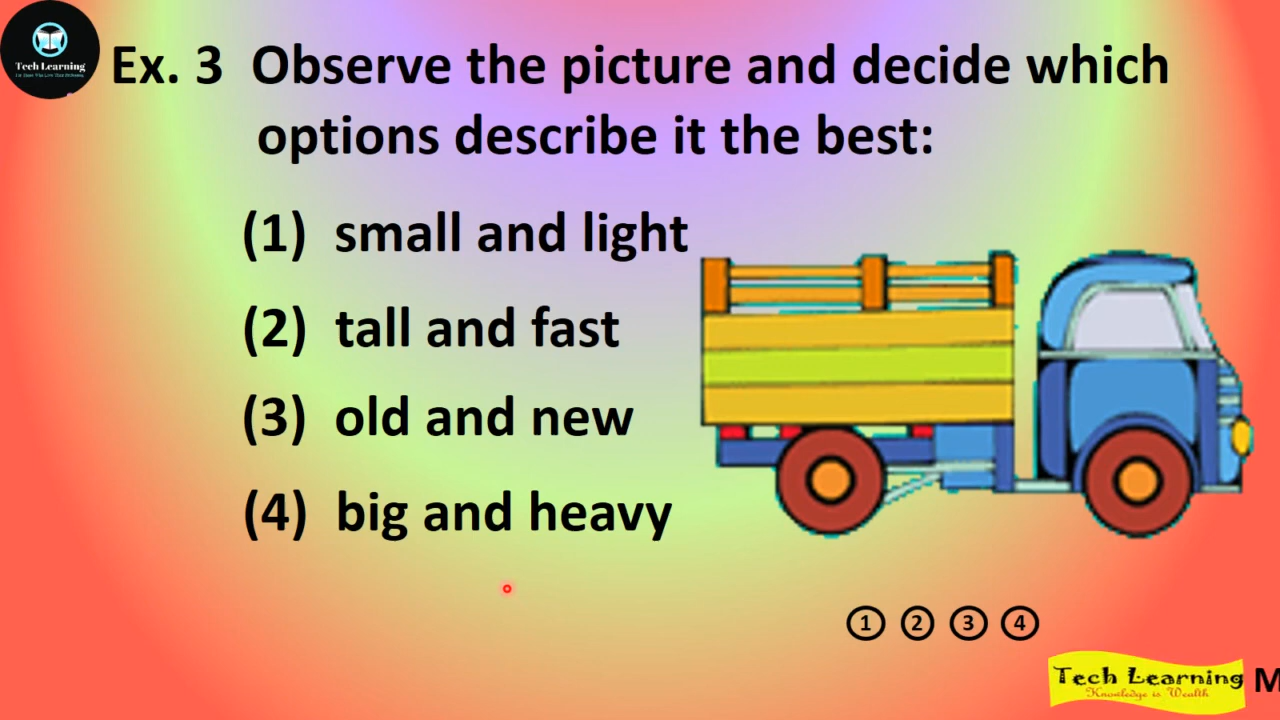 Tech Learning
Ex. 3 Observe the picture and decide which
options describe it the best:
(1) small and light
(2) tall and fast
(3) old and new
(4) big and heavy
1 2 3 4
Tech Learning M
Knowledge is Wealth